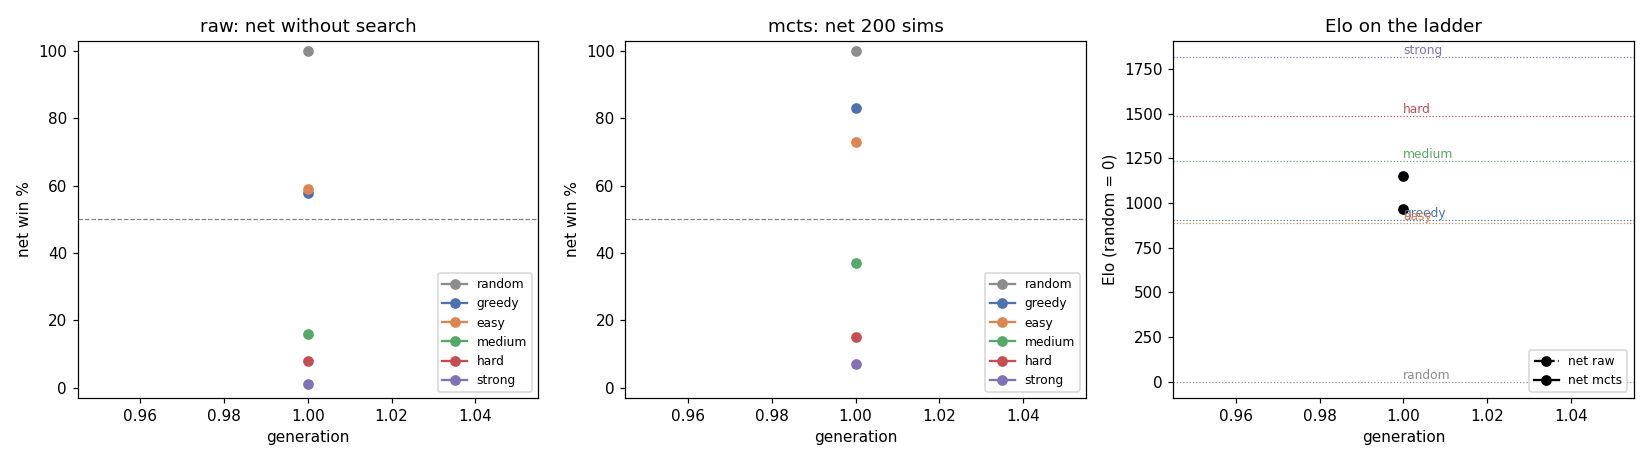 raw: net without search
net win %
100
80
60
40
20
0
random
greedy
easy
medium
hard
strong
0.96
0.98
1.00
1.02
1.04
generation
mcts: net 200 sims
net win %
100
80
60
40
20
0
random
greedy
easy
medium
hard
strong
0.96
0.98
1.00
1.02
1.04
generation
Elo on the ladder
Elo (random = 0)
1750
1500
1250
1000
750
500
250
0
strong
hard
medium
greedy
easy
random
net raw
net mcts
0.96
0.98
1.00
1.02
1.04
generation